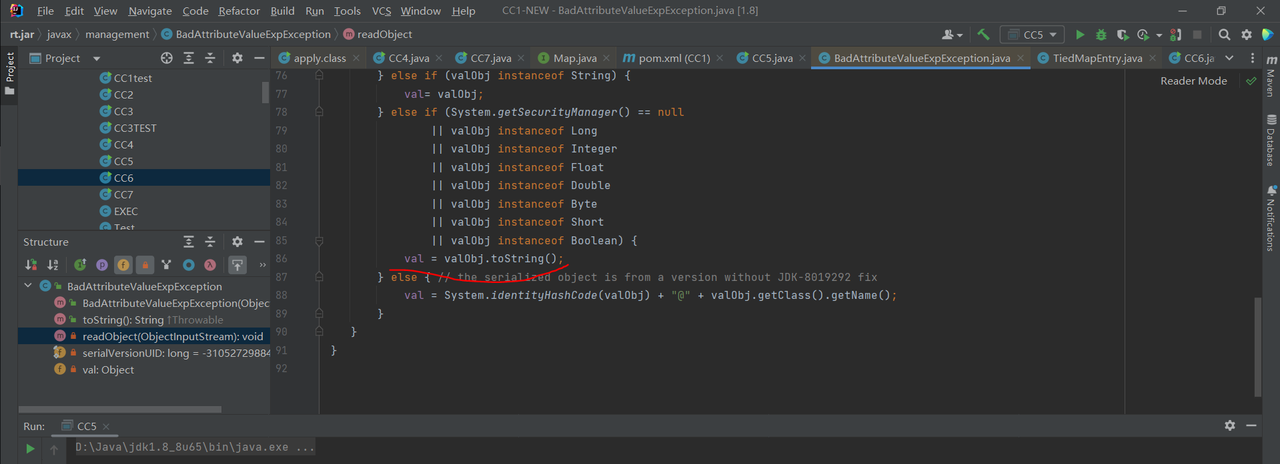 File Edit View Navigate Code Refactor Build Run Tools VCS Window Help CC1-NEW - BadAttributeValueExpException.java [1.8]
rt.jar javax management BadAttributeValueExpException readObject CC5
Project
Project apply.class CC4.java CC7.java Map.java pom.xml (CC1) CC5.java BadAttributeValueExpException.java TiedMapEntry.java CC6.ja
Reader Mode
Maven
Database
Notifications
CC1test
CC2
CC3
CC3TEST
CC4
CC5
CC6
CC7
EXEC
Test
76 } else if (valObj instanceof String) {
77 val= valObj;
78 } else if (System.getSecurityManager() == null
79 || valObj instanceof Long
80 || valObj instanceof Integer
81 || valObj instanceof Float
82 || valObj instanceof Double
83 || valObj instanceof Byte
84 || valObj instanceof Short
85 || valObj instanceof Boolean) {
86 val = valObj.toString();
87 } else { // the serialized object is from a version without JDK-8019292 fix
88 val = System.identityHashCode(valObj) + "@" + valObj.getClass().getName();
89 }
90 }
91 }
92
Structure
BadAttributeValueExpException
BadAttributeValueExpException(Objec
toString(): String ↑Throwable
readObject(ObjectInputStream): void
serialVersionUID: long = -31052729884
val: Object
Run: CC5
D:\Java\jdk1.8_8u65\bin\java.exe ...